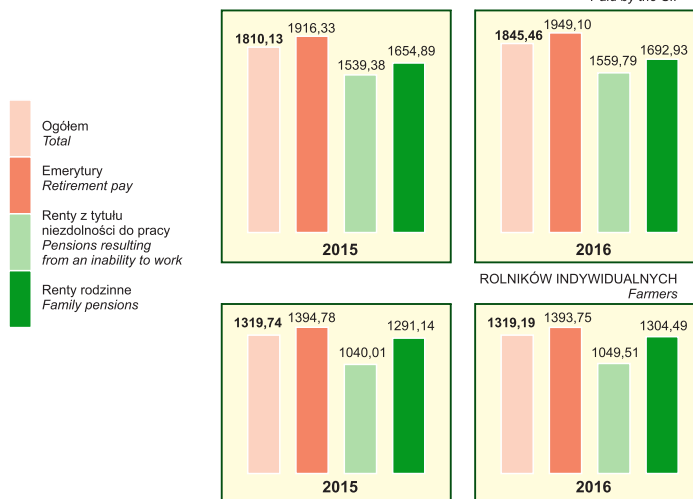 1810,13
1916,33
1539,38
1654,89
2015
1845,46
1949,10
1559,79
1692,93
2016
Ogółem
Total
Emerytury
Retirement pay
Renty z tytułu
niezdolności do pracy
Pensions resulting
from an inability to work
Renty rodzinne
Family pensions
ROLNIKÓW INDYWIDUALNYCH
Farmers
1319,74
1394,78
1040,01
1291,14
2015
1319,19
1393,75
1049,51
1304,49
2016